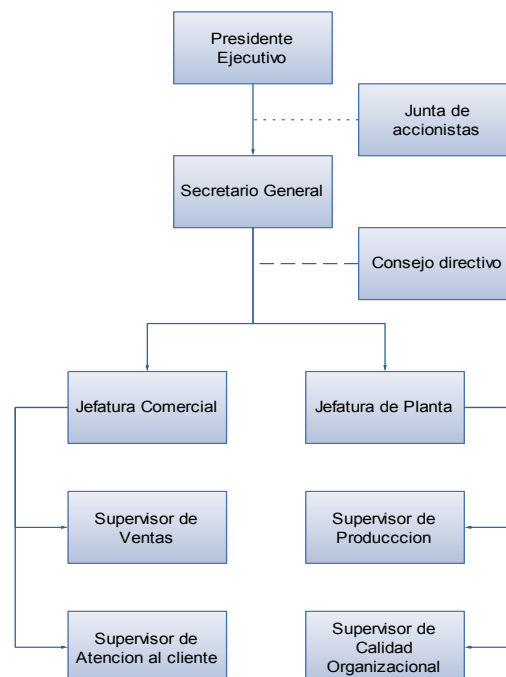 Presidente
Ejecutivo
Junta de
accionistas
Secretario General
Consejo directivo
Jefatura Comercial
Jefatura de Planta
Supervisor de
Ventas
Supervisor de
Producccion
Supervisor de
Atencion al cliente
Supervisor de
Calidad
Organizacional